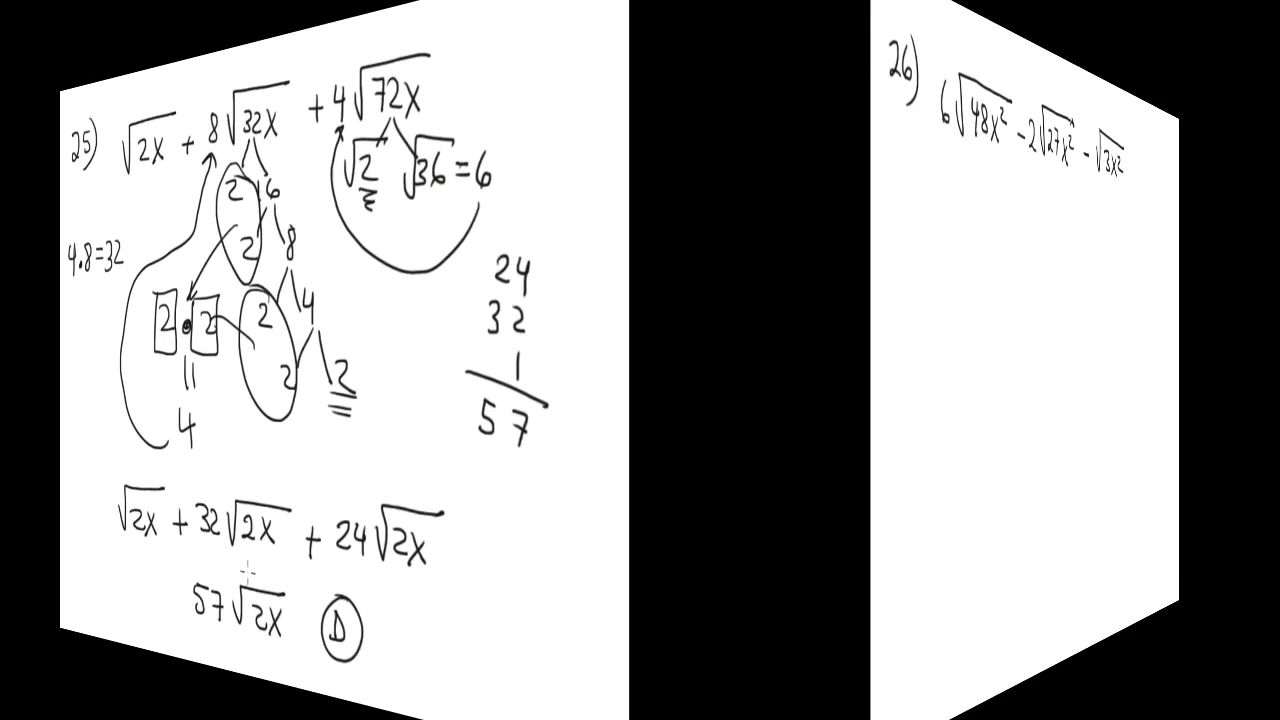 25) √2x + 8√32x + 4√72x
√2 √36 = 6
2 16
4.8=32
2 8
2 · 2
2 4
2 2
||
4
24
32
1
57
√2x + 32√2x + 24√2x
57√2x D
26) 6√48x² - 2√27x² - √3x²